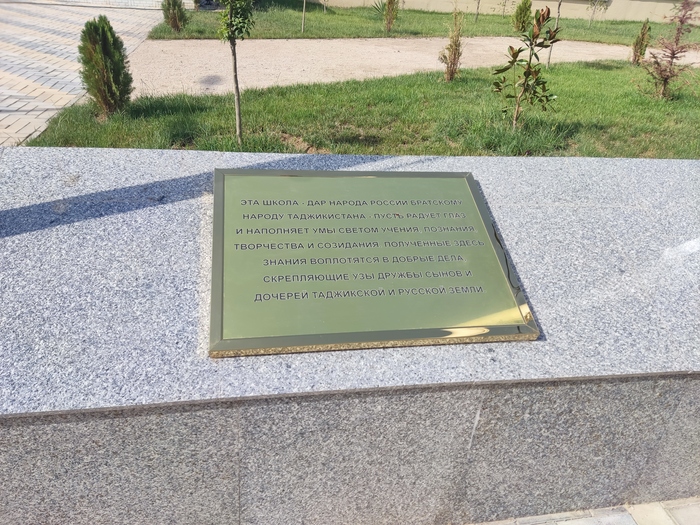 ЭТА ШКОЛА - ДАР НАРОДА РОССИИ БРАТСКОМУ
НАРОДУ ТАДЖИКИСТАНА - ПУСТЬ РАДУЕТ ГЛАЗ
И НАПОЛНЯЕТ УМЫ СВЕТОМ УЧЕНИЯ, ПОЗНАНИЯ,
ТВОРЧЕСТВА И СОЗИДАНИЯ. ПОЛУЧЕННЫЕ ЗДЕСЬ
ЗНАНИЯ ВОПЛОТЯТСЯ В ДОБРЫЕ ДЕЛА,
СКРЕПЛЯЮЩИЕ УЗЫ ДРУЖБЫ СЫНОВ И
ДОЧЕРЕЙ ТАДЖИКСКОЙ И РУССКОЙ ЗЕМЛИ